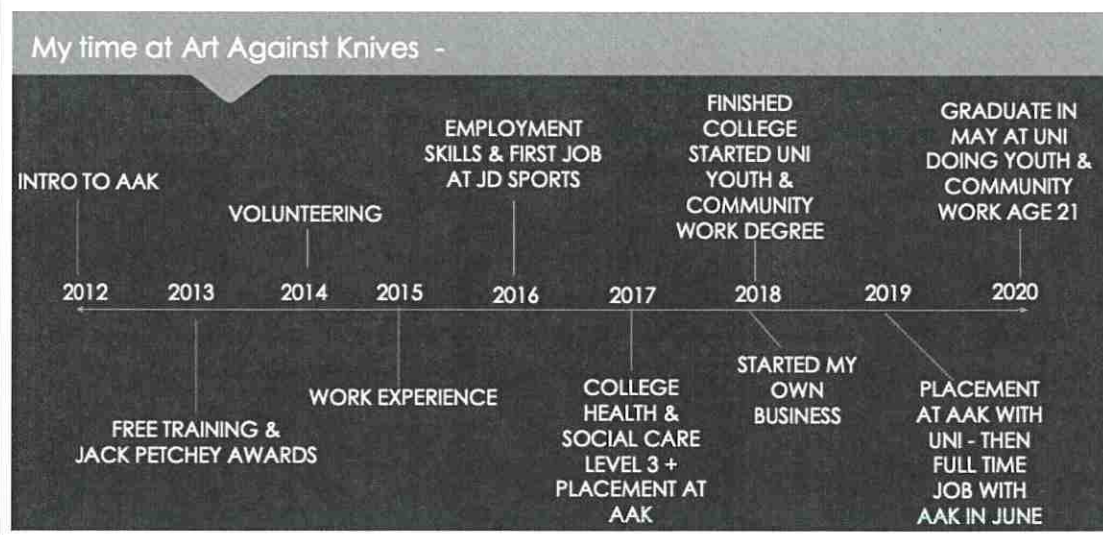 My time at Art Against Knives -
INTRO TO AAK
VOLUNTEERING
EMPLOYMENT
SKILLS & FIRST JOB
AT JD SPORTS
FINISHED
COLLEGE
STARTED UNI
YOUTH &
COMMUNITY
WORK DEGREE
GRADUATE IN
MAY AT UNI
DOING YOUTH &
COMMUNITY
WORK AGE 21
2012 2013 2014 2015 2016 2017 2018 2019 2020
FREE TRAINING &
JACK PETCHEY AWARDS
WORK EXPERIENCE
COLLEGE
HEALTH &
SOCIAL CARE
LEVEL 3 +
PLACEMENT AT
AAK
STARTED MY
OWN
BUSINESS
PLACEMENT
AT AAK WITH
UNI - THEN
FULL TIME
JOB WITH
AAK IN JUNE